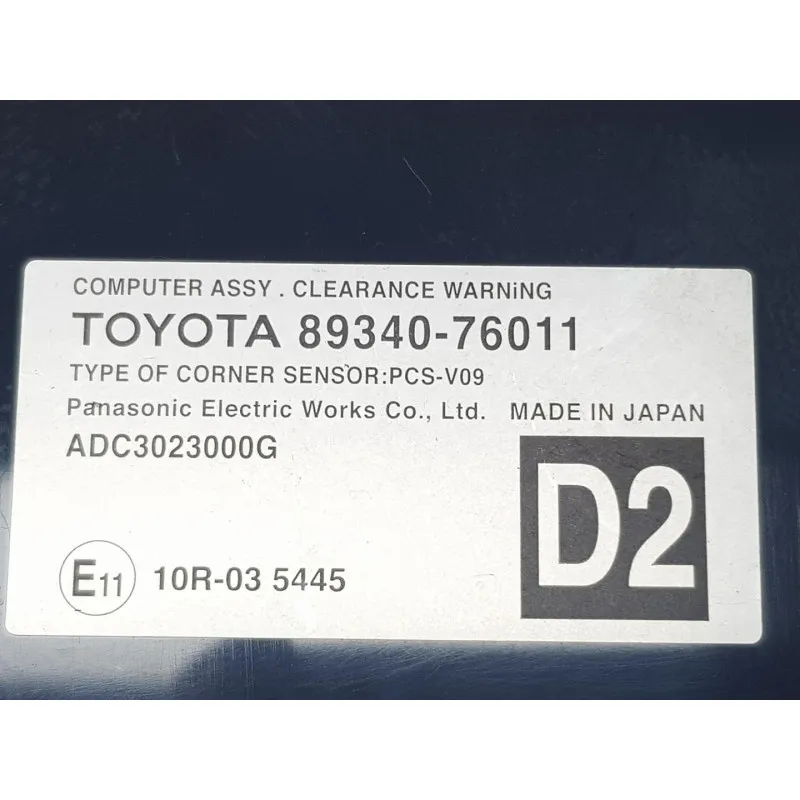 COMPUTER ASSY . CLEARANCE WARNiNG
TOYOTA 89340-76011
TYPE OF CORNER SENSOR:PCS-V09
Panasonic Electric Works Co., Ltd. MADE IN JAPAN
ADC3023000G
D2
E11 10R-03 5445